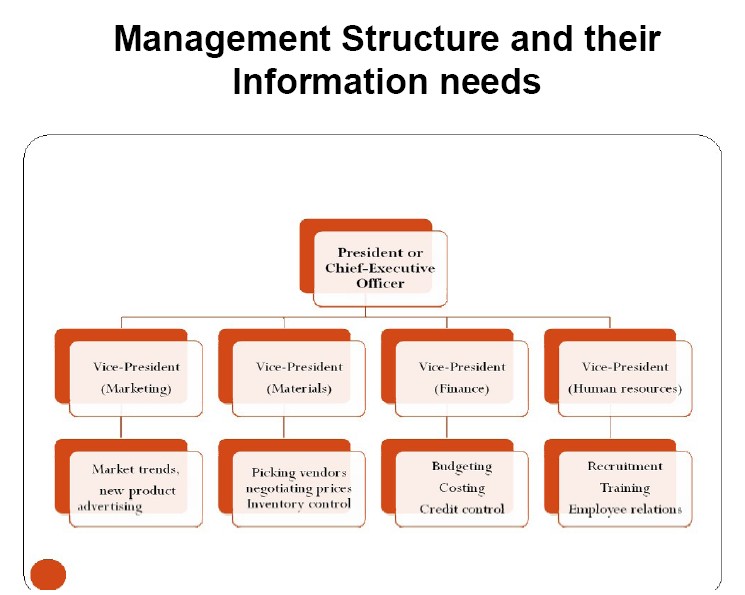 Management Structure and their
Information needs
President or
Chief-Executive
Officer
Vice-President
(Marketing)
Vice-President
(Materials)
Vice-President
(Finance)
Vice-President
(Human resources)
Market trends,
new product
advertising
Picking vendors
negotiating prices
Inventory control
Budgeting
Costing
Credit control
Recruitment
Training
Employee relations